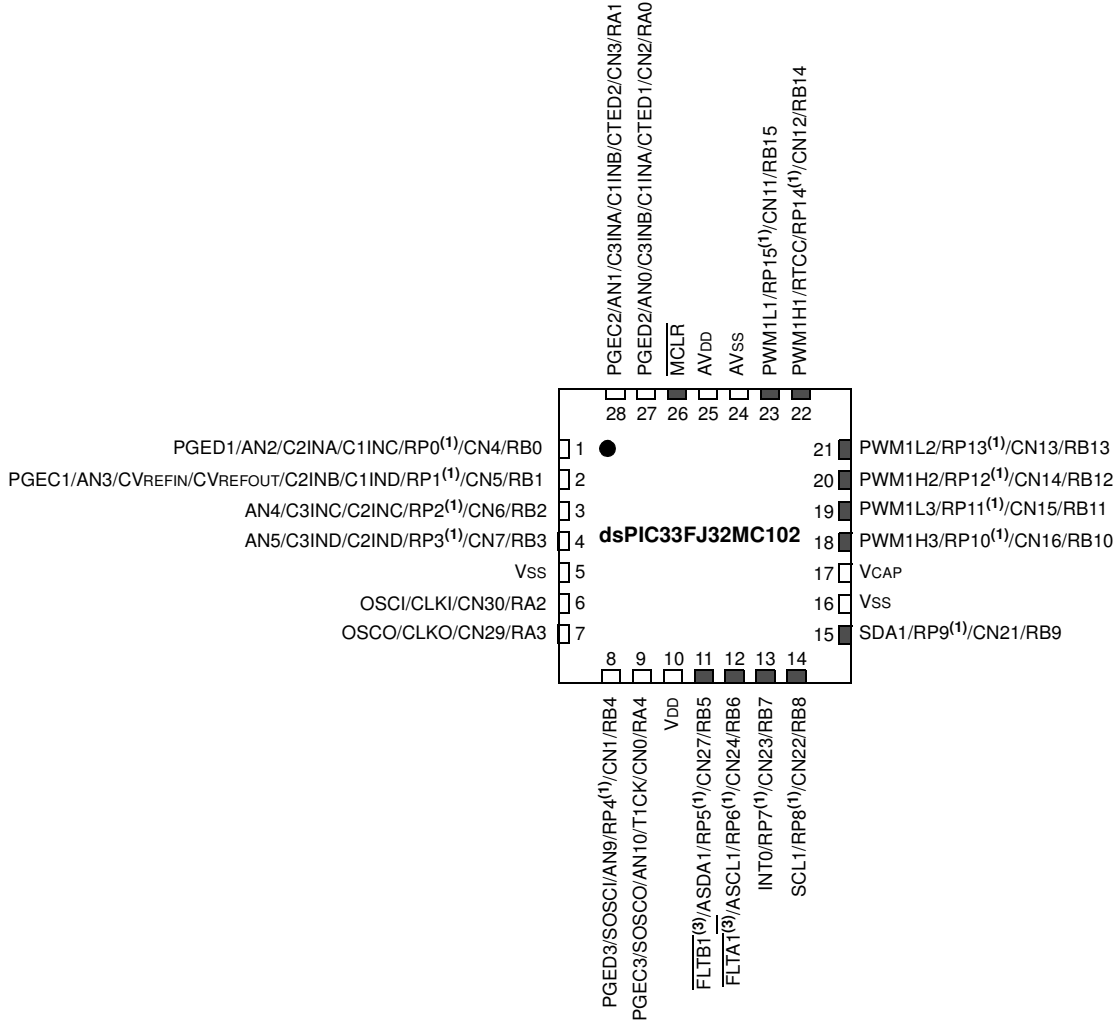 PGEC2/AN1/C3INA/C1INB/CTED2/CN3/RA1
PGED2/AN0/C3INB/C1INA/CTED1/CN2/RA0
MCLR
AVDD
AVSS
PWM1L1/RP15(1)/CN11/RB15
PWM1H1/RTCC/RP14(1)/CN12/RB14
28 27 26 25 24 23 22
PGED1/AN2/C2INA/C1INC/RP0(1)/CN4/RB0 1
PGEC1/AN3/CVREFIN/CVREFOUT/C2INB/C1IND/RP1(1)/CN5/RB1 2
AN4/C3INC/C2INC/RP2(1)/CN6/RB2 3
AN5/C3IND/C2IND/RP3(1)/CN7/RB3 4
VSS 5
OSCI/CLKI/CN30/RA2 6
OSCO/CLKO/CN29/RA3 7
dsPIC33FJ32MC102
21 PWM1L2/RP13(1)/CN13/RB13
20 PWM1H2/RP12(1)/CN14/RB12
19 PWM1L3/RP11(1)/CN15/RB11
18 PWM1H3/RP10(1)/CN16/RB10
17 VCAP
16 VSS
15 SDA1/RP9(1)/CN21/RB9
8 9 10 11 12 13 14
PGED3/SOSCI/AN9/RP4(1)/CN1/RB4
PGEC3/SOSCO/AN10/T1CK/CN0/RA4
VDD
FLTB1(3)/ASDA1/RP5(1)/CN27/RB5
FLTA1(3)/ASCL1/RP6(1)/CN24/RB6
INT0/RP7(1)/CN23/RB7
SCL1/RP8(1)/CN22/RB8